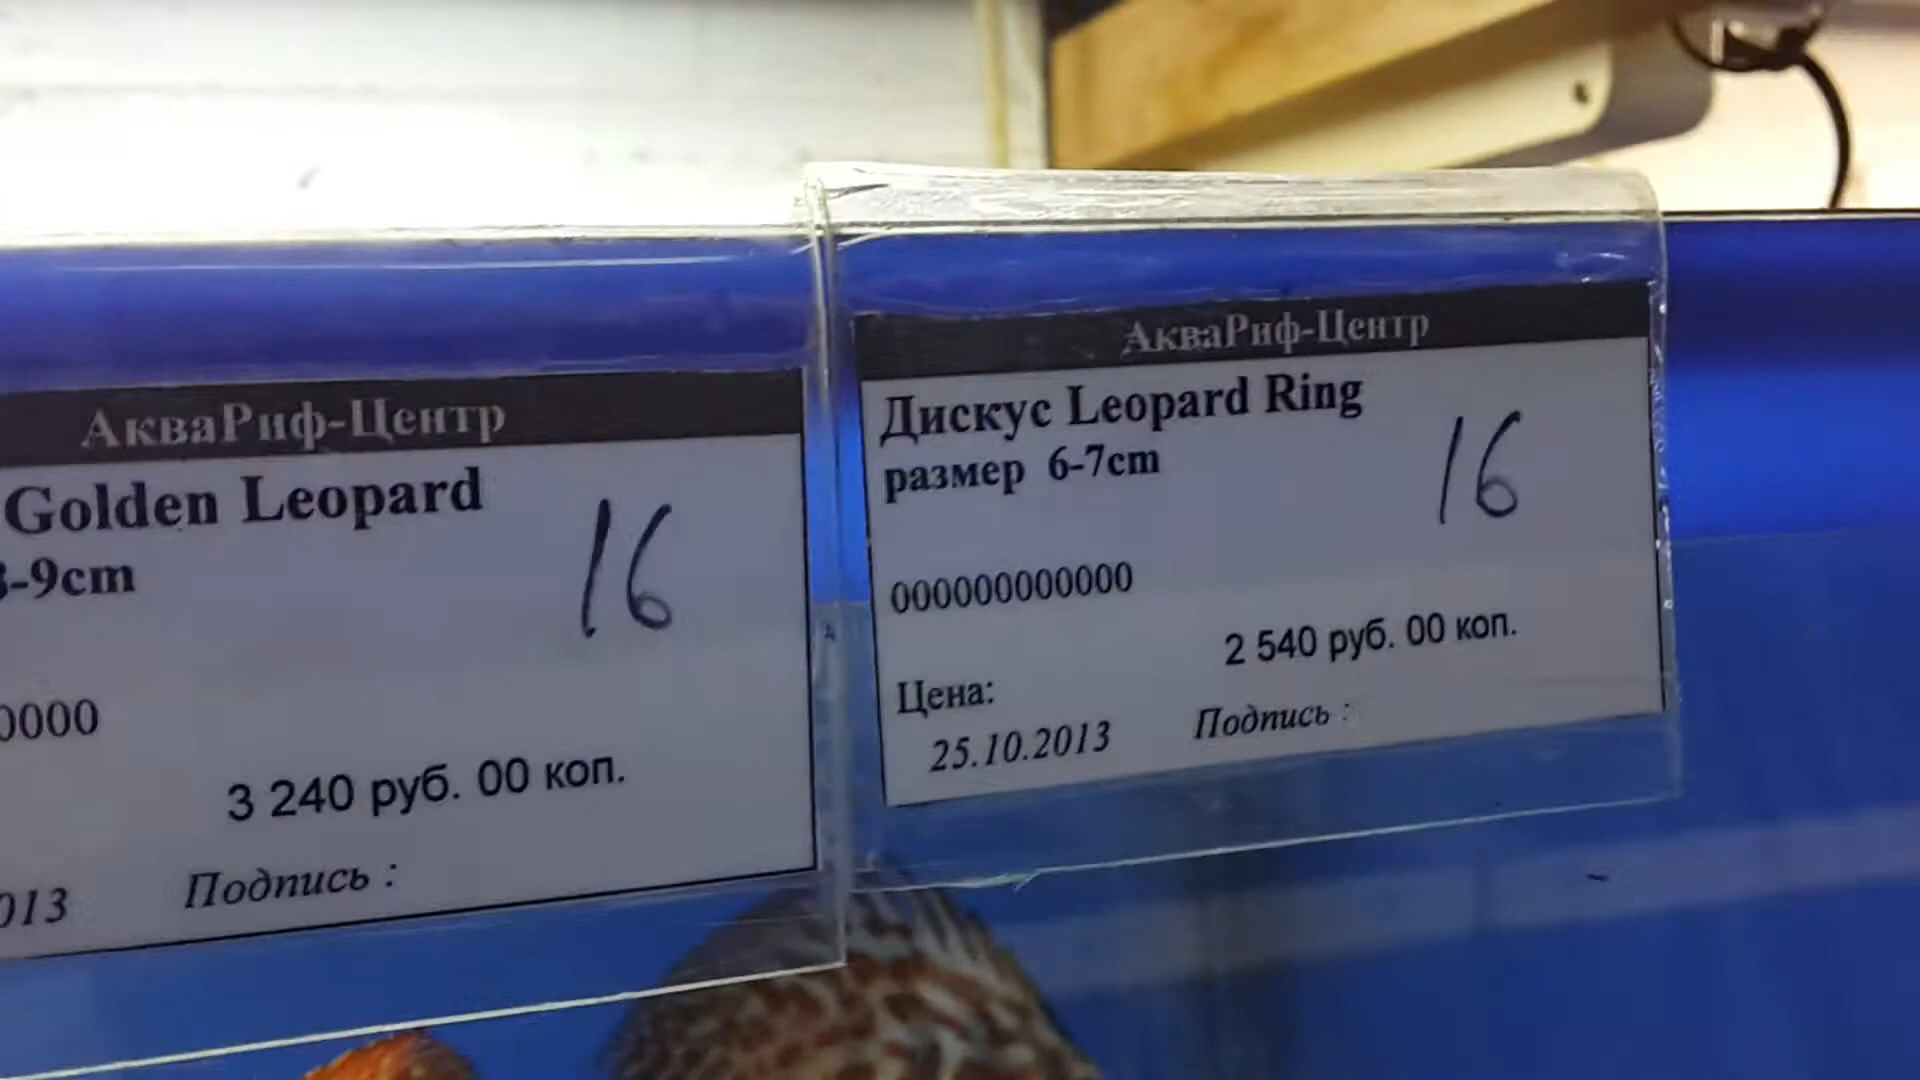 АкваРиф-Центр
Golden Leopard
-9cm
16
0000
3 240 руб. 00 коп.
013
Подпись :
АкваРиф-Центр
Дискус Leopard Ring
размер 6-7cm
16
000000000000
2 540 руб. 00 коп.
Цена:
25.10.2013
Подпись :